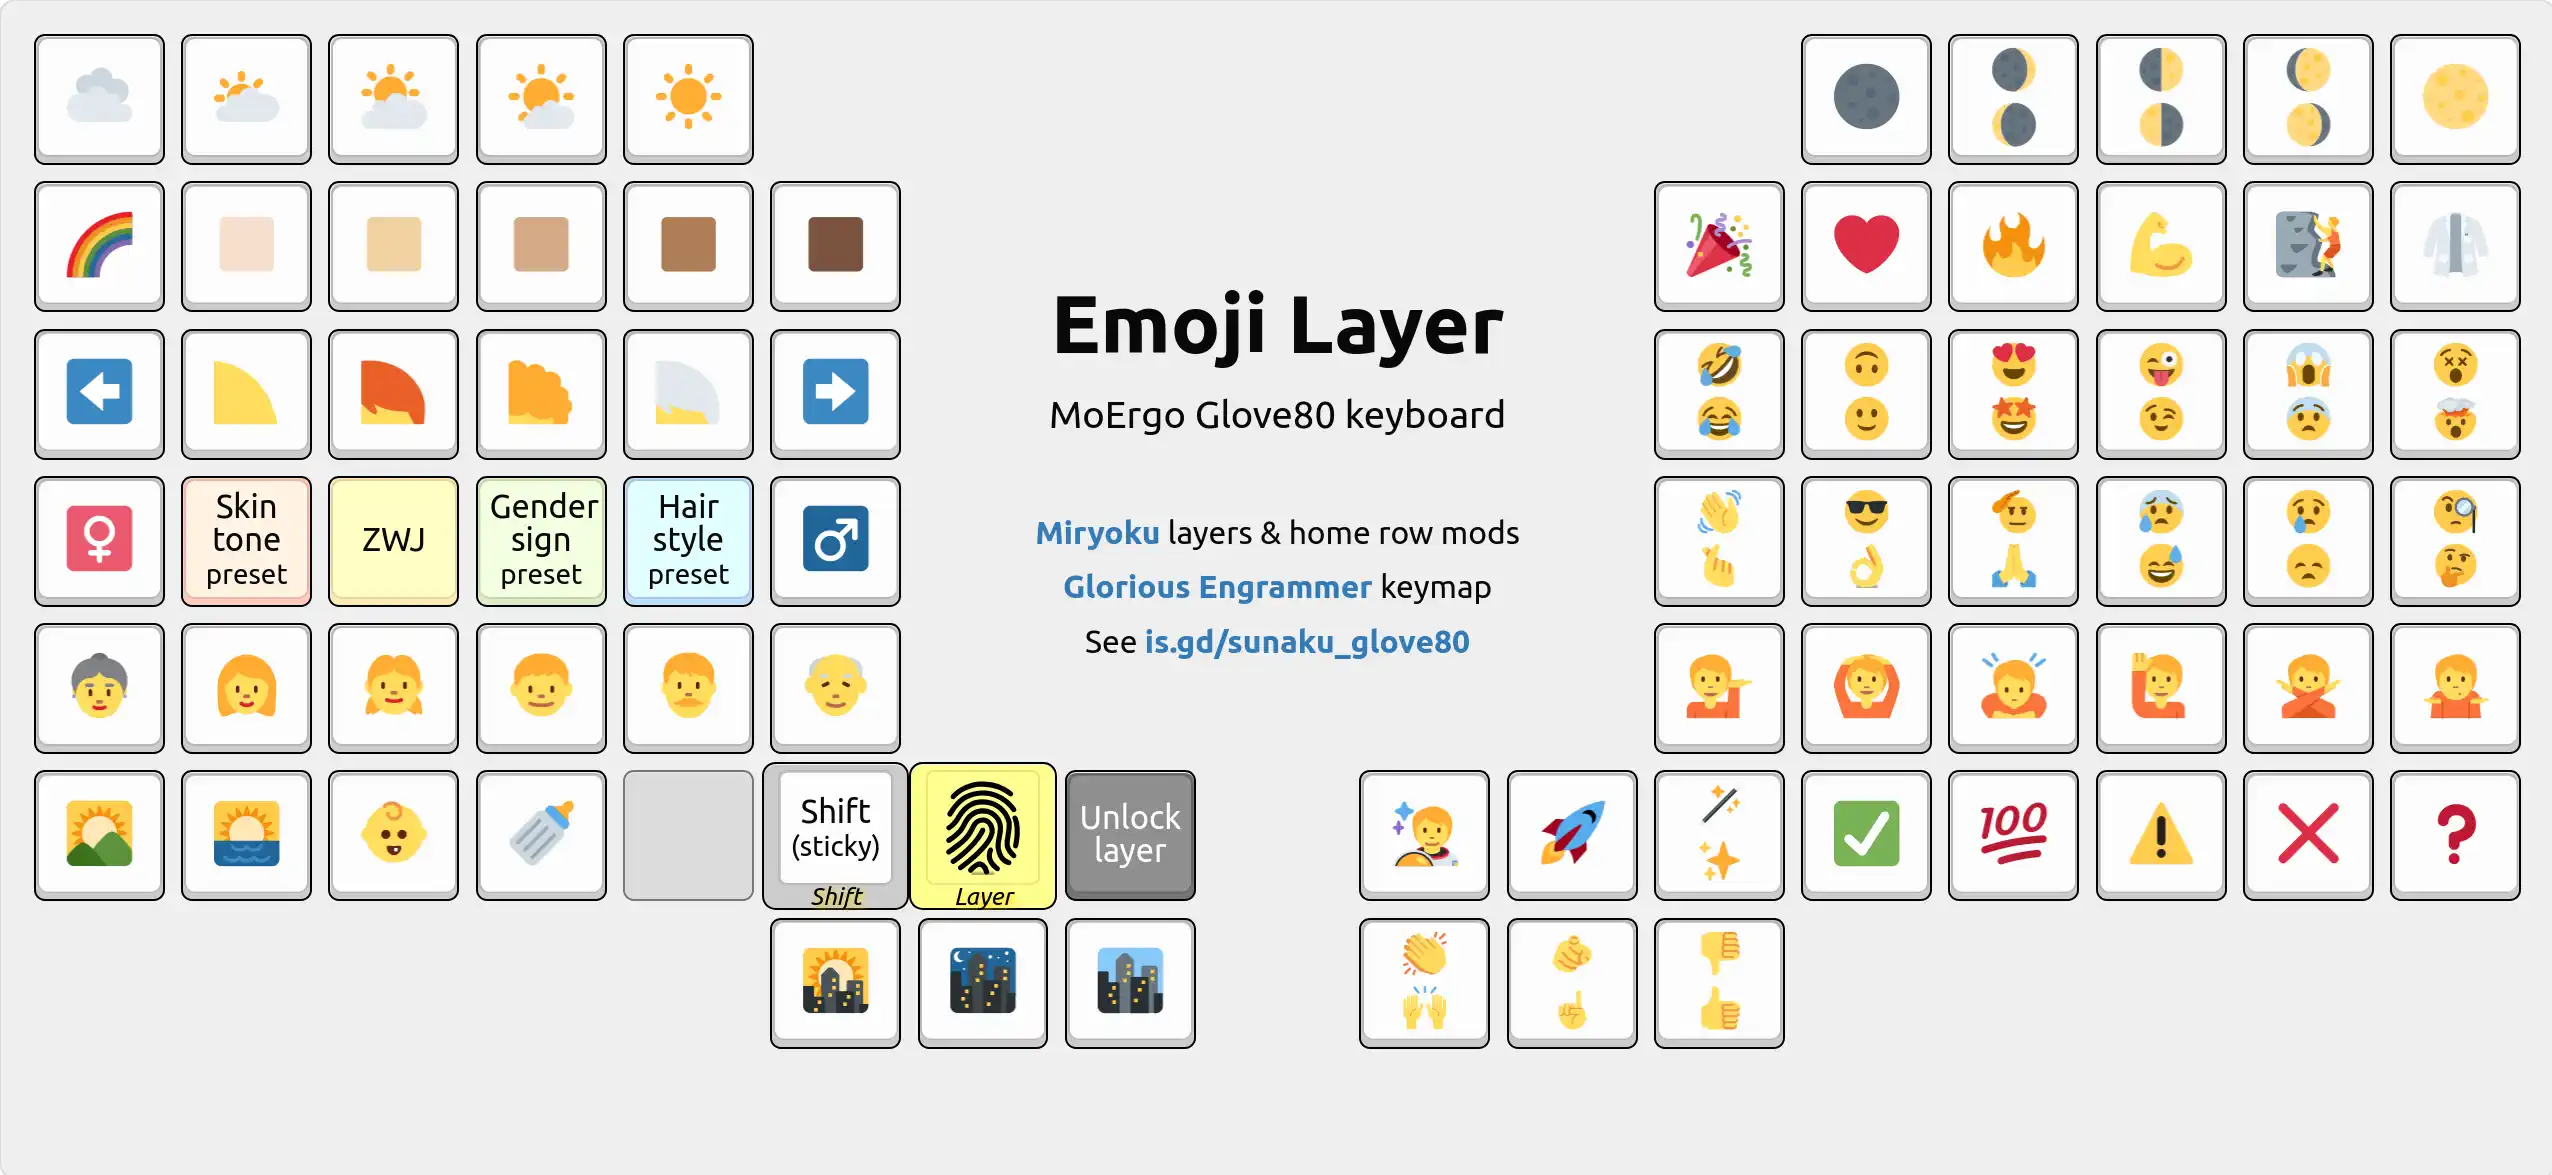 Emoji Layer
MoErgo Glove80 keyboard
Miryoku layers & home row mods
Glorious Engrammer keymap
See is.gd/sunaku_glove80
Skin
tone
preset
ZWJ
Gender
sign
preset
Hair
style
preset
Shift
(sticky)
Shift
Layer
Unlock
layer
100